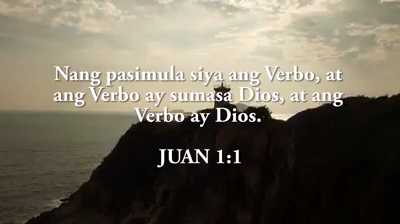 Nang pasimula siya ang Verbo, at
ang Verbo ay sumasa Dios, at ang
Verbo ay Dios.
JUAN 1:1